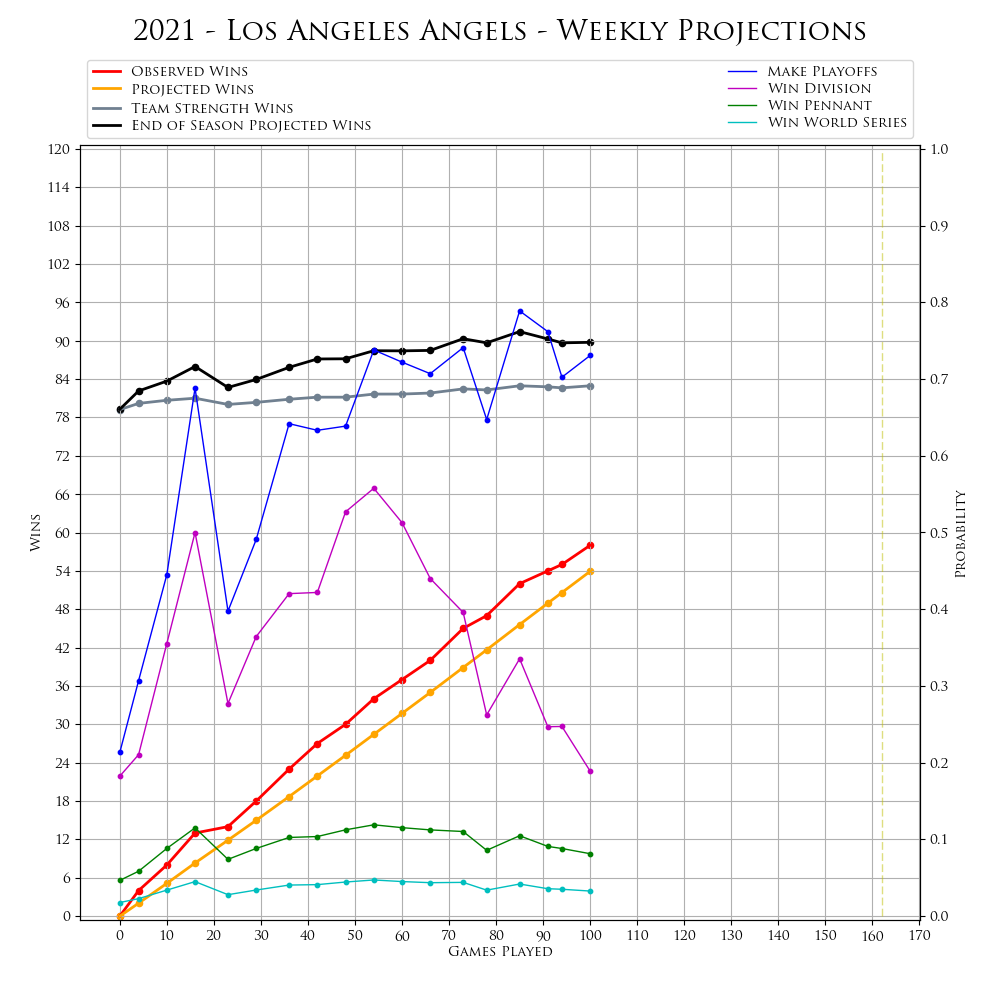 2021 - Los Angeles Angels - Weekly Projections
Observed Wins
Projected Wins
Team Strength Wins
End of Season Projected Wins
Make Playoffs
Win Division
Win Pennant
Win World Series
120
114
108
102
96
90
84
78
72
66
60
54
48
42
36
30
24
18
12
6
0
Wins
1.0
0.9
0.8
0.7
0.6
0.5
0.4
0.3
0.2
0.1
0.0
Probability
0 10 20 30 40 50 60 70 80 90 100 110 120 130 140 150 160 170
Games Played